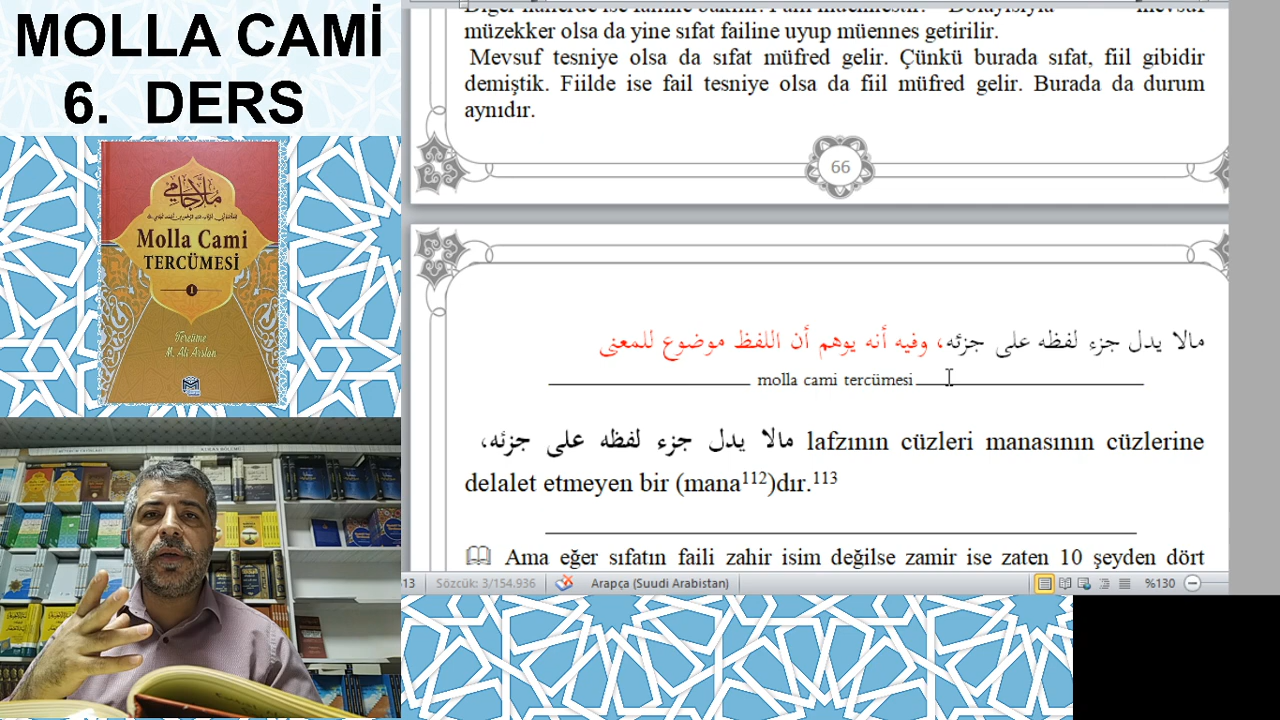 MOLLA CAMİ
6. DERS
Molla Cami
TERCÜMESİ
1
Tercüme
M. Ali Arslan
müzekker olsa da yine sıfat failine uyup müennes getirilir.
Mevsuf tesniye olsa da sıfat müfred gelir. Çünkü burada sıfat, fiil gibidir
demiştik. Fiilde ise fail tesniye olsa da fiil müfred gelir. Burada da durum
aynıdır.
66
مالا يدل جزء لفظه على جزئه، وفيه أنه يوهم أن اللفظ موضوع للمعنى
molla cami tercümesi
مالا يدل جزء لفظه على جزئه، lafzının cüzleri manasının cüzlerine
delalet etmeyen bir (mana112)dır.113
Ama eğer sıfatın faili zahir isim değilse zamir ise zaten 10 şeyden dört
13 Sözcük: 3/154.936 Arapça (Suudi Arabistan) %130